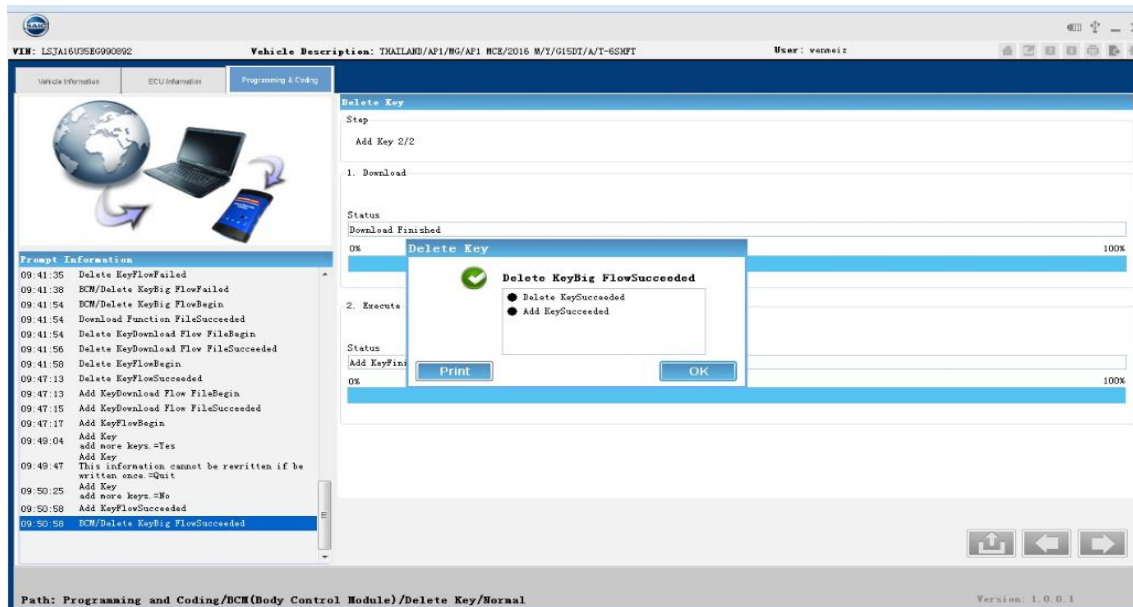 VIN: LSJA16U35EG990892 Vehicle Description: THAILAND/AP1/MG/AP1 MCE/2016 M/Y/G15DT/A/T-6SHFT User: wenmeiz
Vehicle Information ECU Information Programming & Coding
Delete Key
Step
Add Key 2/2
1. Download
Status
Download Finished
0% 100%
2. Execute
Status
Add KeyFini
0% 100%
Delete Key
Delete KeyBig FlowSucceeded
Delete KeySucceeded
Add KeySucceeded
Print OK
Prompt Information
09:41:35 Delete KeyFlowFailed
09:41:38 BCM/Delete KeyBig FlowFailed
09:41:54 BCM/Delete KeyBig FlowBegin
09:41:54 Download Function FileSucceeded
09:41:54 Delete KeyDownload Flow FileBegin
09:41:56 Delete KeyDownload Flow FileSucceeded
09:41:58 Delete KeyFlowBegin
09:47:13 Delete KeyFlowSucceeded
09:47:13 Add KeyDownload Flow FileBegin
09:47:15 Add KeyDownload Flow FileSucceeded
09:47:17 Add KeyFlowBegin
09:49:04 Add Key
add more keys.=Yes
Add Key
09:49:47 This information cannot be rewritten if be
written once.=Quit
09:50:25 Add Key
add more keys.=No
09:50:58 Add KeyFlowSucceeded
09:50:58 BCM/Delete KeyBig FlowSucceeded
Path: Programming and Coding/BCM(Body Control Module)/Delete Key/Normal Version: 1.0.0.1